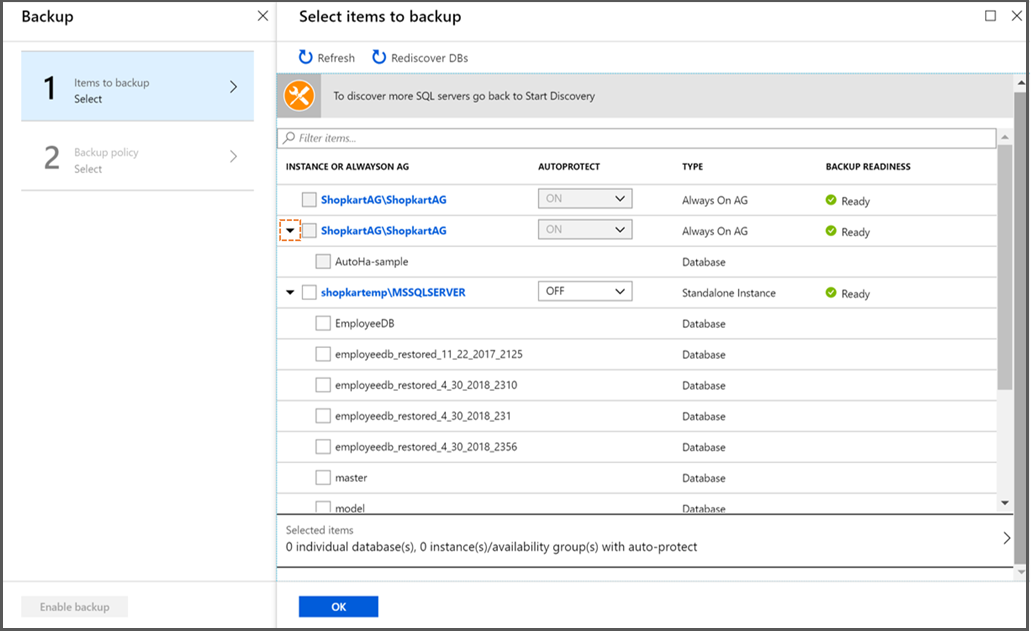 Backup
1
Items to backup
Select
2
Backup policy
Select
Enable backup
Select items to backup
Refresh Rediscover DBs
To discover more SQL servers go back to Start Discovery
Filter items...
INSTANCE OR ALWAYSON AG AUTOPROTECT TYPE BACKUP READINESS
ShopkartAG\ShopkartAG ON Always On AG Ready
ShopkartAG\ShopkartAG ON Always On AG Ready
AutoHa-sample Database
shopkartemp\MSSQLSERVER OFF Standalone Instance Ready
EmployeeDB Database
employeedb_restored_11_22_2017_2125 Database
employeedb_restored_4_30_2018_2310 Database
employeedb_restored_4_30_2018_231 Database
employeedb_restored_4_30_2018_2356 Database
master Database
model Database
Selected items
0 individual database(s), 0 instance(s)/availability group(s) with auto-protect
OK